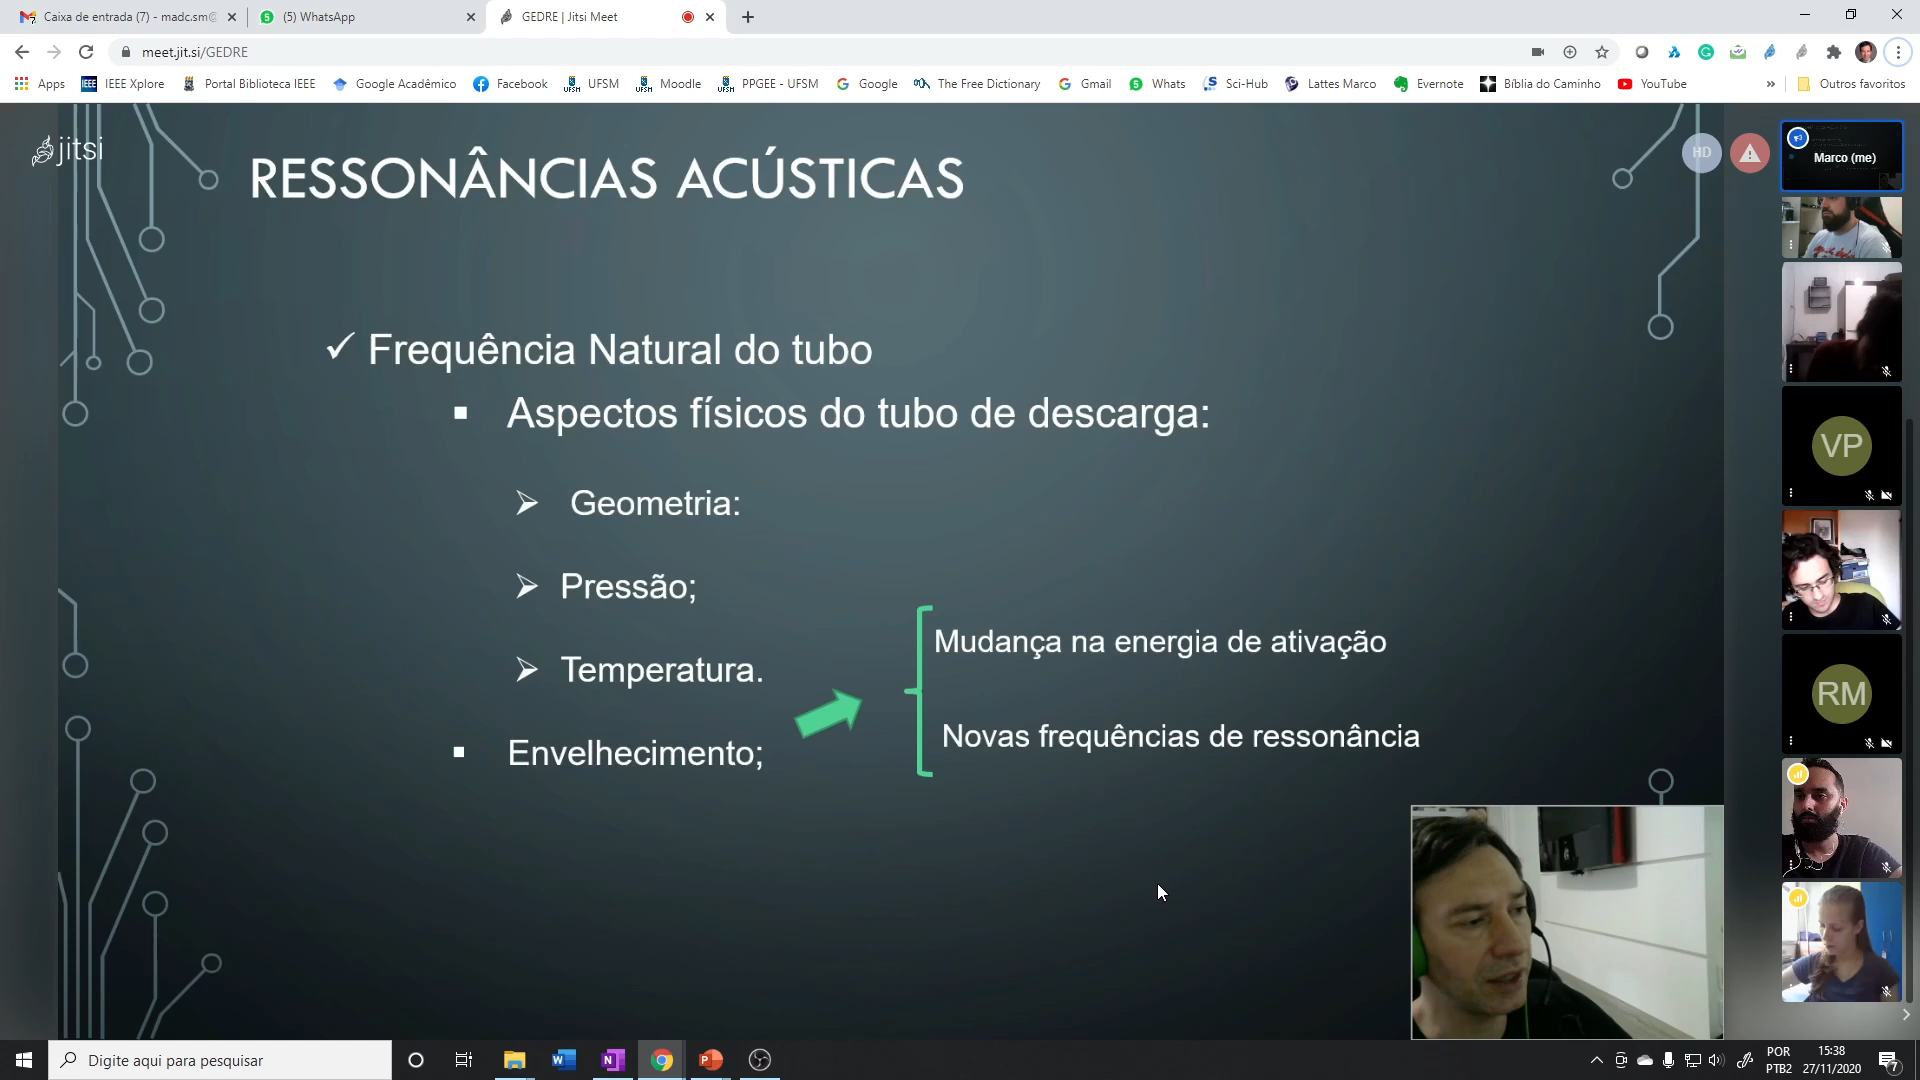 Caixa de entrada (7) - madc.sm@
(5) WhatsApp
GEDRE | Jitsi Meet
meet.jit.si/GEDRE
Apps
IEEE Xplore
Portal Biblioteca IEEE
Google Acadêmico
Facebook
UFSM
Moodle
PPGEE - UFSM
Google
The Free Dictionary
Gmail
Whats
Sci-Hub
Lattes Marco
Evernote
Bíblia do Caminho
YouTube
»
Outros favoritos
jitsi
HD
Marco (me)
RESSONÂNCIAS ACÚSTICAS
Frequência Natural do tubo
Aspectos físicos do tubo de descarga:
Geometria:
Pressão;
Temperatura.
Envelhecimento;
Mudança na energia de ativação
Novas frequências de ressonância
VP
RM
Digite aqui para pesquisar
POR
PTB2
15:38
27/11/2020
7